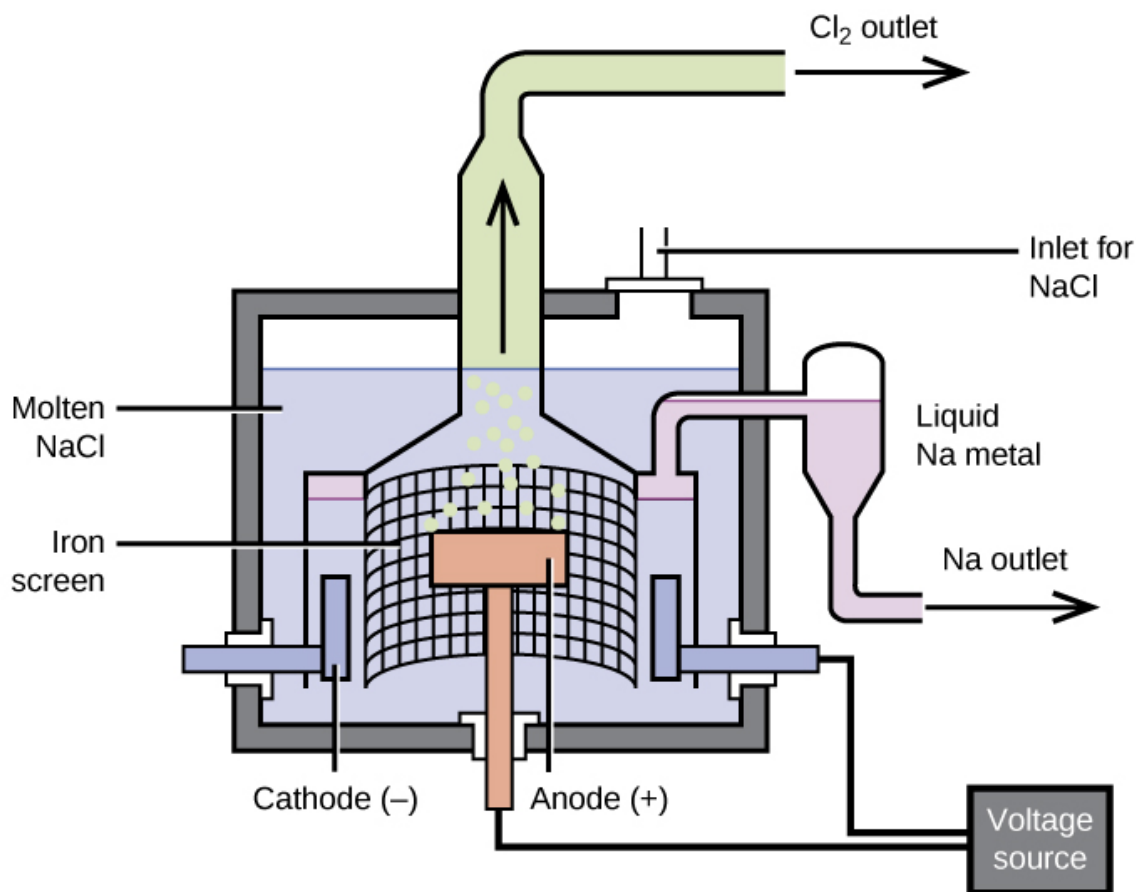 Cl₂ outlet
Inlet for
NaCl
Molten
NaCl
Liquid
Na metal
Iron
screen
Na outlet
Cathode (–)
Anode (+)
Voltage
source